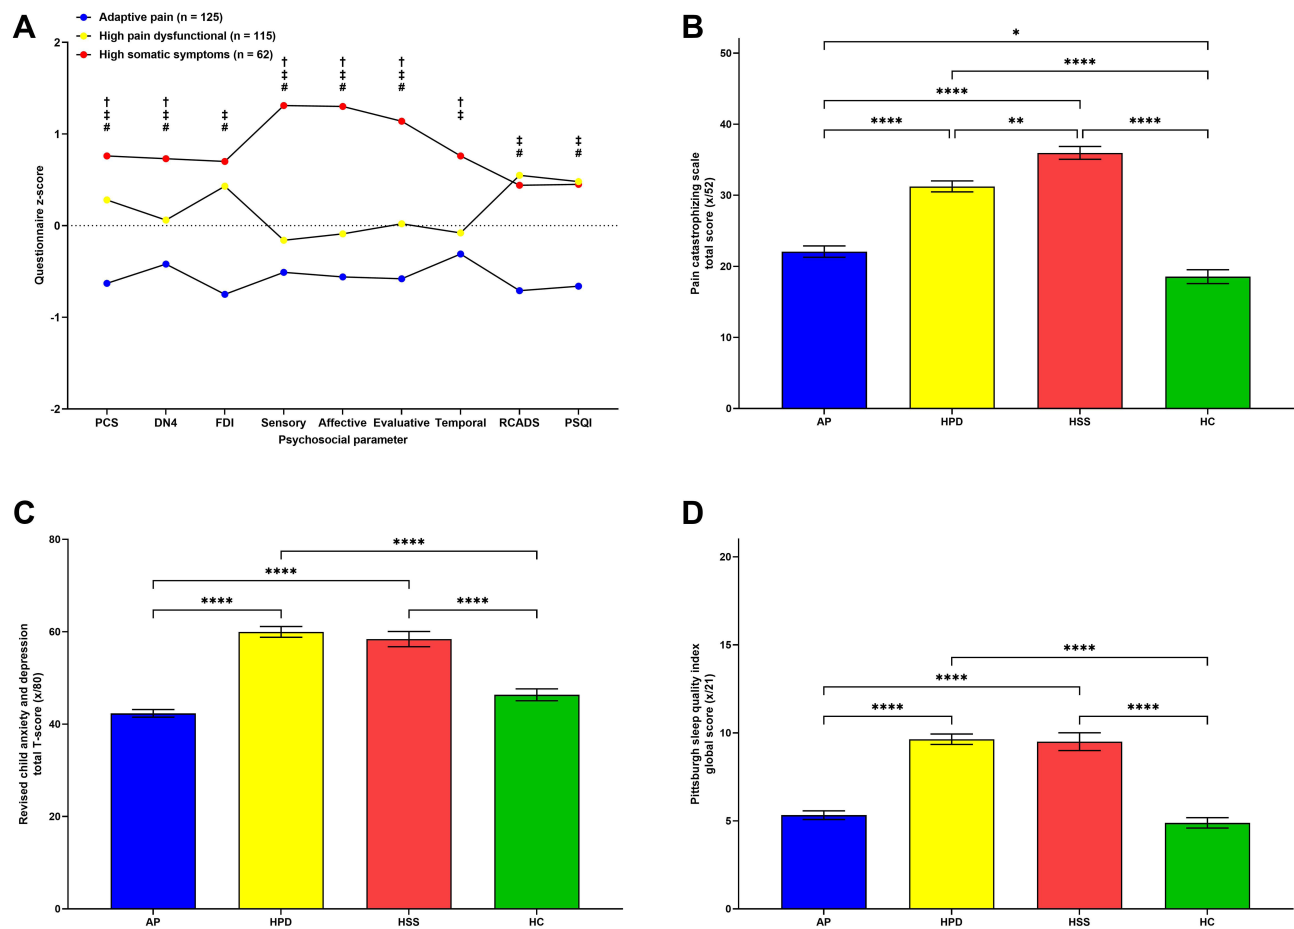 A
Adaptive pain (n = 125)
High pain dysfunctional (n = 115)
High somatic symptoms (n = 62)
Questionnaire z-score
2
1
0
-1
-2
†
‡
#
†
‡
#
‡
#
†
‡
#
†
‡
#
†
‡
#
†
‡
‡
#
‡
#
PCS DN4 FDI Sensory Affective Evaluative Temporal RCADS PSQI
Psychosocial parameter
B
Pain catastrophizing scale
total score (x/52)
50
40
30
20
10
0
*
****
****
**** ** ****
AP HPD HSS HC
C
Revised child anxiety and depression
total T-score (x/80)
80
60
40
20
0
****
****
**** ****
AP HPD HSS HC
D
Pittsburgh sleep quality index
global score (x/21)
20
15
10
5
0
****
****
**** ****
AP HPD HSS HC